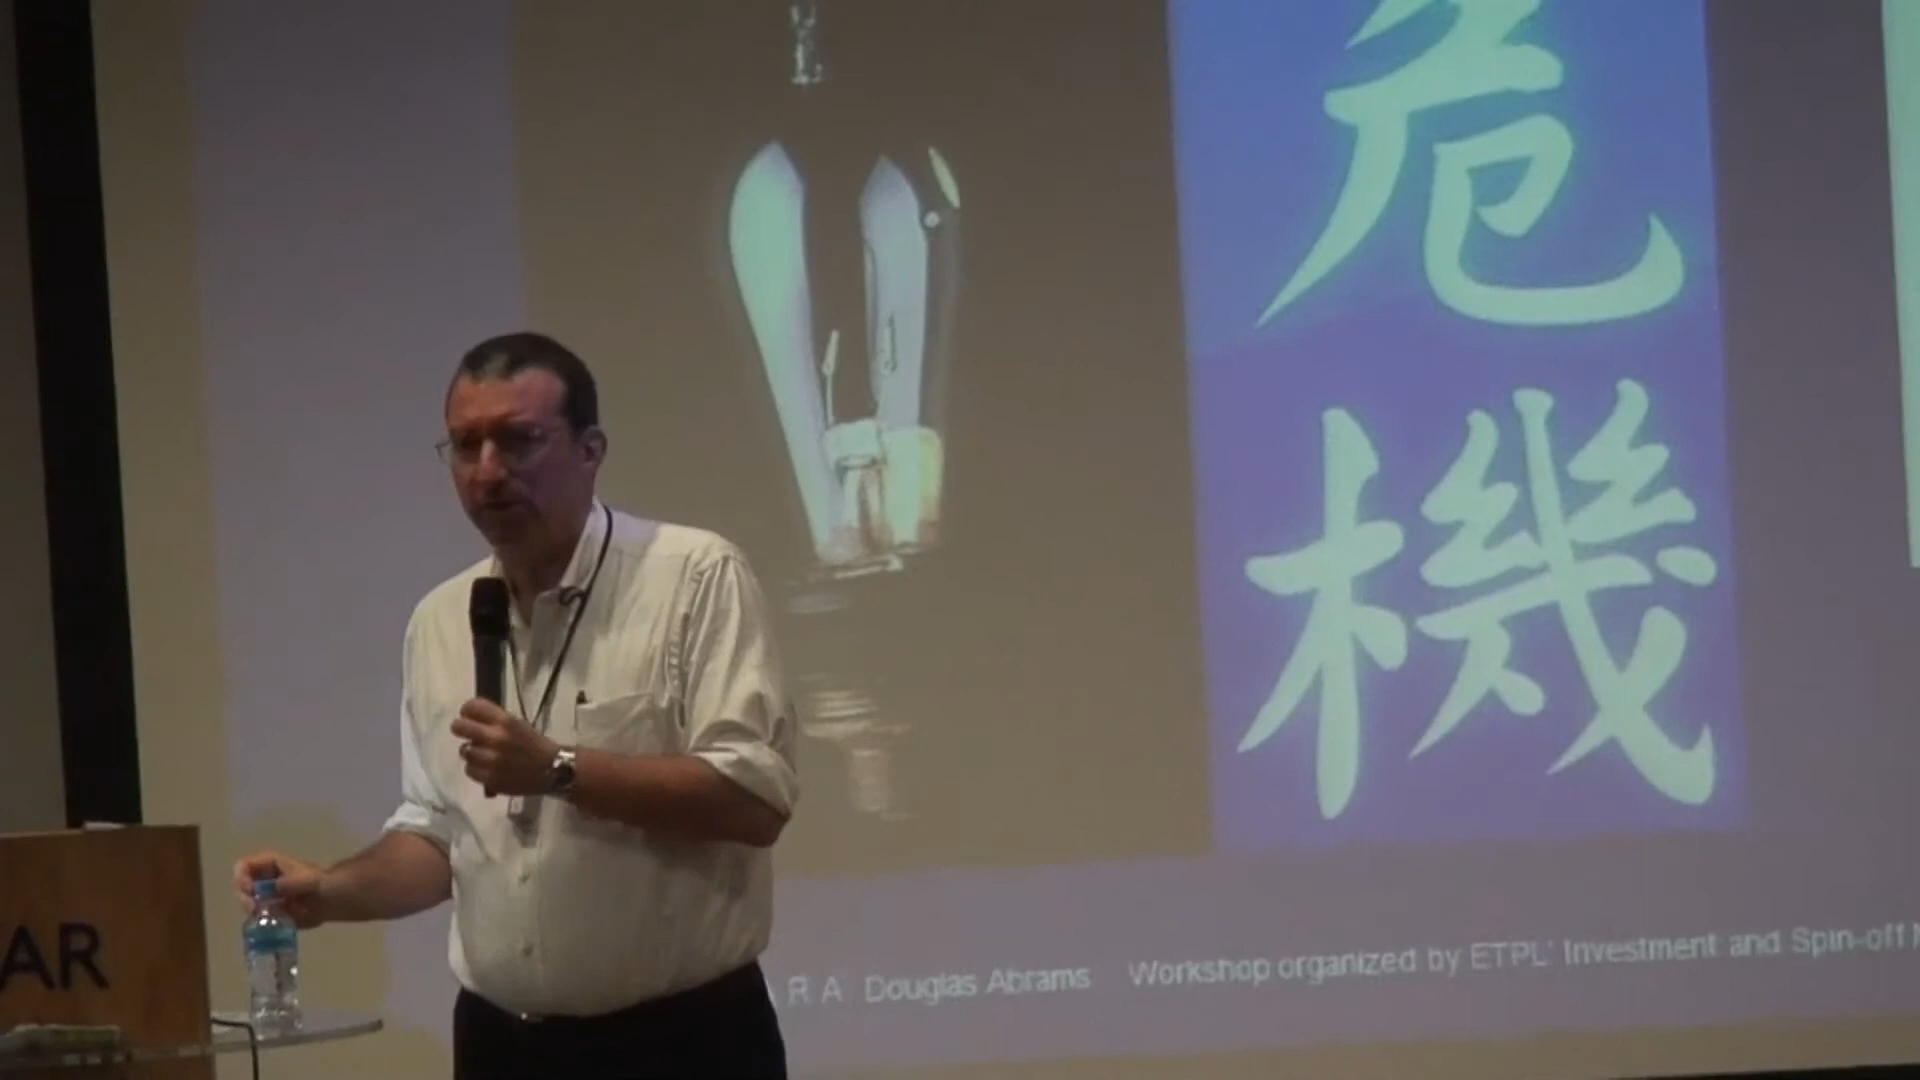 危
機
AR
R A Douglas Abrams Workshop organized by ETPL' Investment and Spin-off